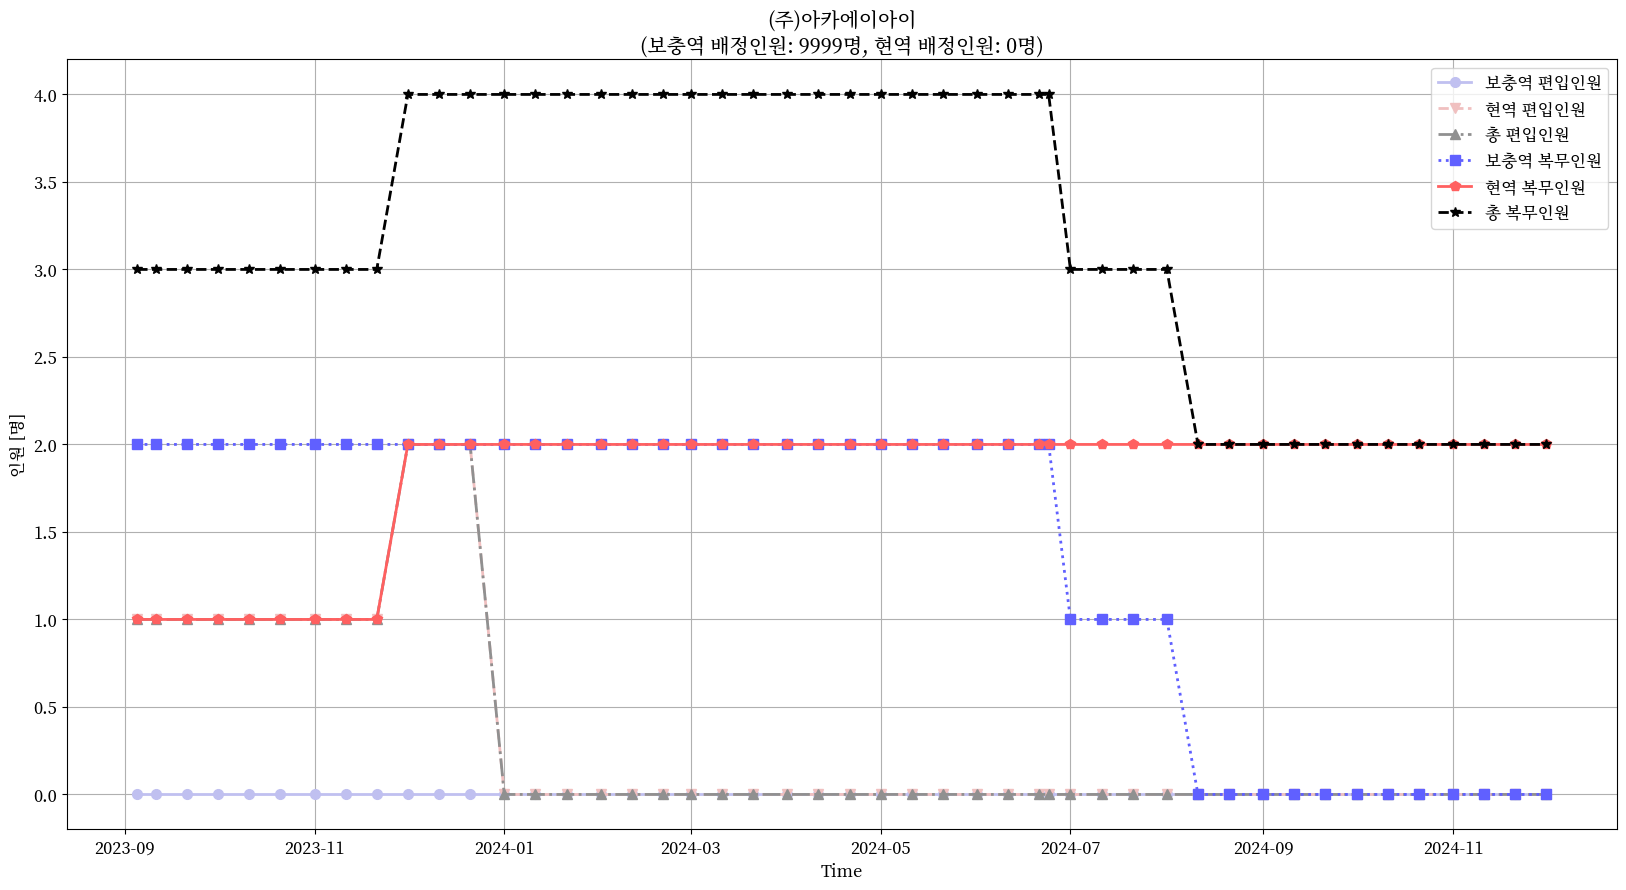 (주)아카에이아이
(보충역 배정인원: 9999명, 현역 배정인원: 0명)
보충역 편입인원
현역 편입인원
총 편입인원
보충역 복무인원
현역 복무인원
총 복무인원
인원 [명]
4.0
3.5
3.0
2.5
2.0
1.5
1.0
0.5
0.0
2023-09
2023-11
2024-01
2024-03
2024-05
2024-07
2024-09
2024-11
Time